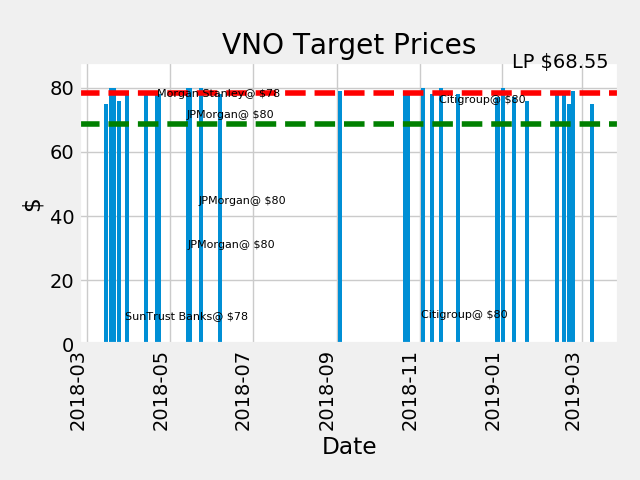 VNO Target Prices
LP $68.55
Morgan Stanley@ $78
Citigroup@ $80
JPMorgan@ $80
JPMorgan@ $80
JPMorgan@ $80
SunTrust Banks@ $78
Citigroup@ $80
80
60
40
20
0
$
2018-03
2018-05
2018-07
2018-09
2018-11
2019-01
2019-03
Date